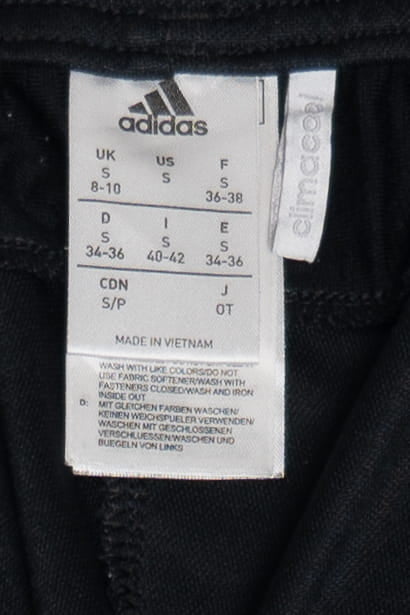 adidas
UK US F
S S S
8-10 36-38
D I E
S S S
34-36 40-42 34-36
CDN J
S/P OT
MADE IN VIETNAM
WASH WITH LIKE COLORS/DO NOT
USE FABRIC SOFTENER/WASH WITH
FASTENERS CLOSED/WASH AND IRON
INSIDE OUT
D: MIT GLEICHEN FARBEN WASCHEN/
KEINEN WEICHSPUELER VERWENDEN/
WASCHEN MIT GESCHLOSSENEN
VERSCHLUESSEN/WASCHEN UND
BUEGELN VON LINKS
climacool